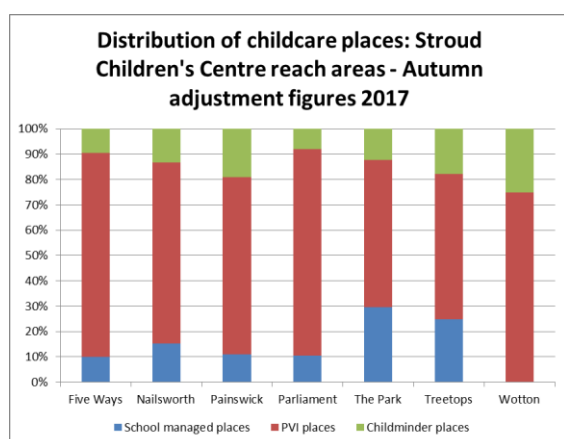 Distribution of childcare places: Stroud
Children's Centre reach areas - Autumn
adjustment figures 2017
100%
90%
80%
70%
60%
50%
40%
30%
20%
10%
0%
Five Ways Nailsworth Painswick Parliament The Park Treetops Wotton
School managed places PVI places Childminder places